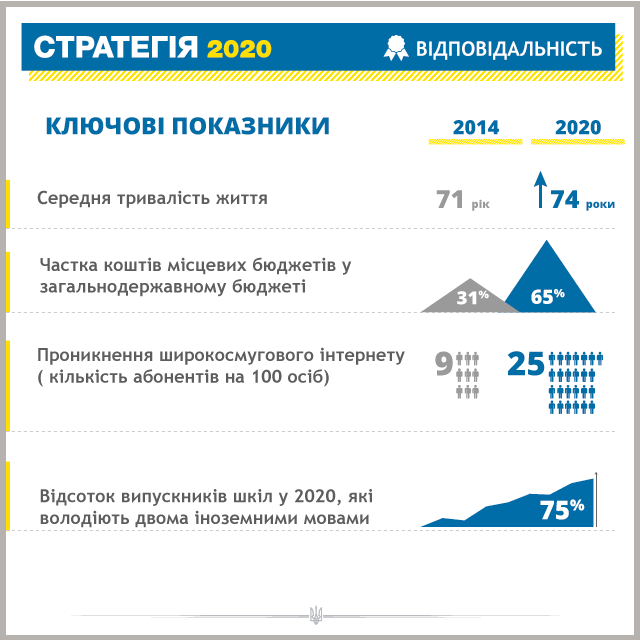 СТРАТЕГІЯ 2020
ВІДПОВІДАЛЬНІСТЬ
КЛЮЧОВІ ПОКАЗНИКИ
2014
2020
Середня тривалість життя
71 рік
74 роки
Частка коштів місцевих бюджетів у
загальнодержавному бюджеті
31%
65%
Проникнення широкосмугового інтернету
( кількість абонентів на 100 осіб)
9
25
Відсоток випускників шкіл у 2020, які
володіють двома іноземними мовами
75%